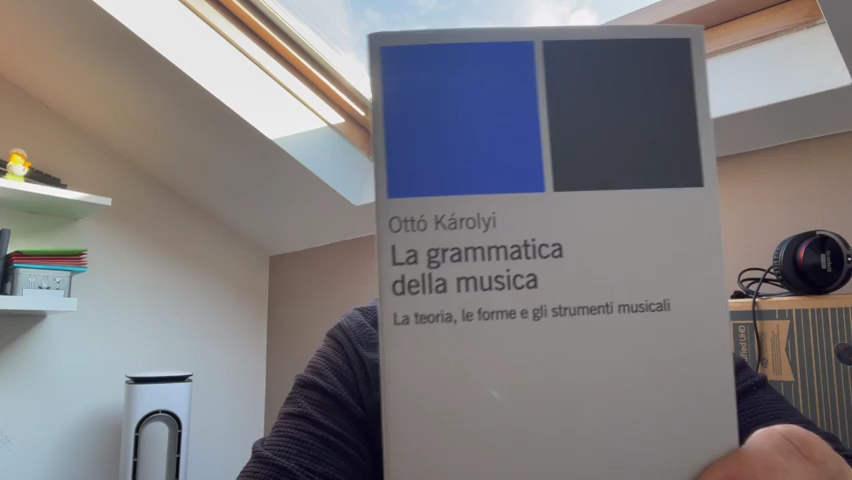 Ottó Károlyi
La grammatica
della musica
La teoria, le forme e gli strumenti musicali